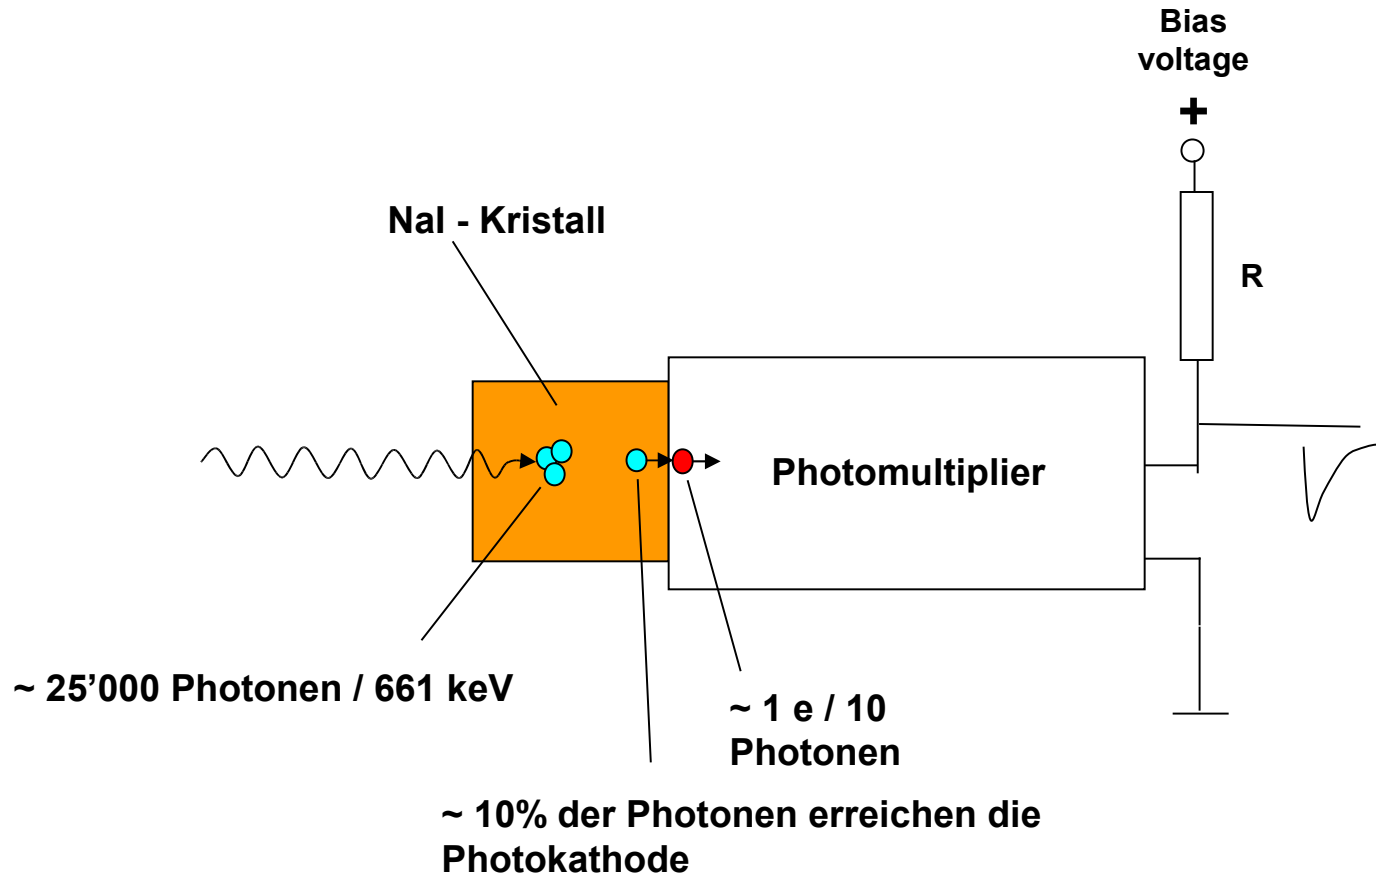 Bias
voltage
+
NaI - Kristall
R
Photomultiplier
~ 25’000 Photonen / 661 keV
~ 1 e / 10
Photonen
~ 10% der Photonen erreichen die
Photokathode